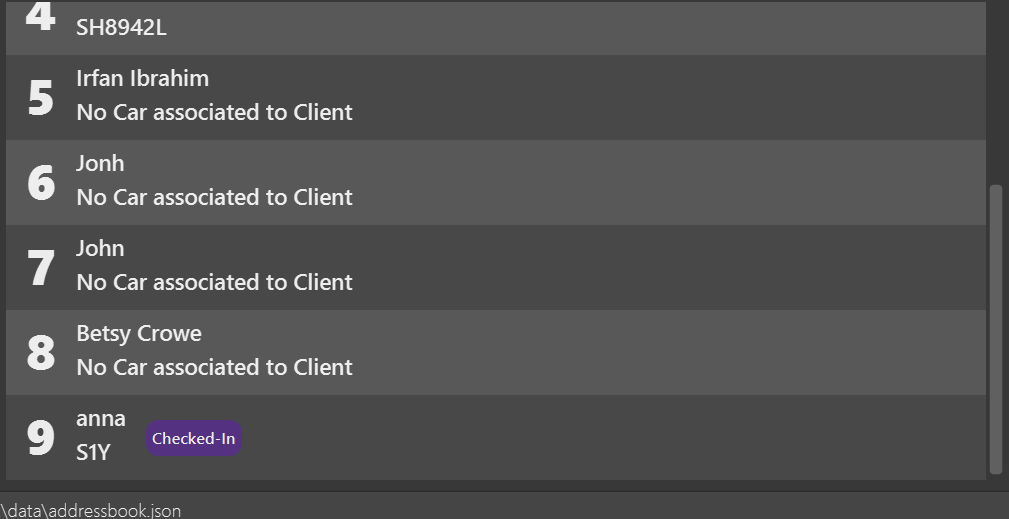 4
SH8942L
5
Irfan Ibrahim
No Car associated to Client
6
Jonh
No Car associated to Client
7
John
No Car associated to Client
8
Betsy Crowe
No Car associated to Client
9
anna
S1Y
Checked-In
\data\addressbook.json